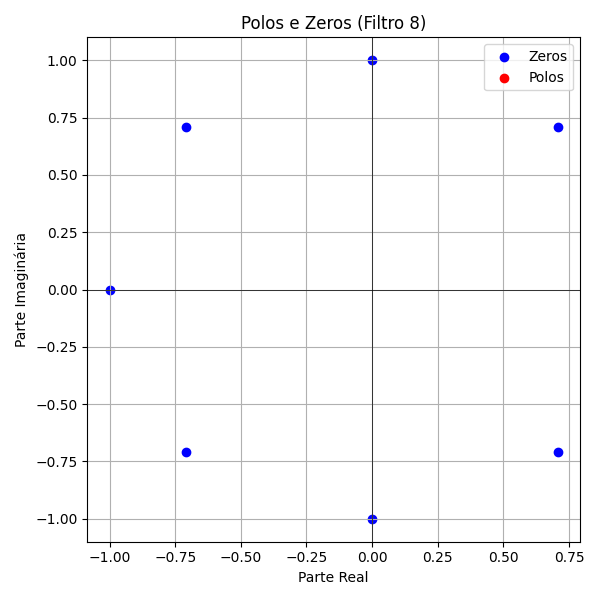 Polos e Zeros (Filtro 8)
Zeros
Polos
1.00
0.75
0.50
0.25
0.00
−0.25
−0.50
−0.75
−1.00
Parte Imaginária
−1.00 −0.75 −0.50 −0.25 0.00 0.25 0.50 0.75
Parte Real